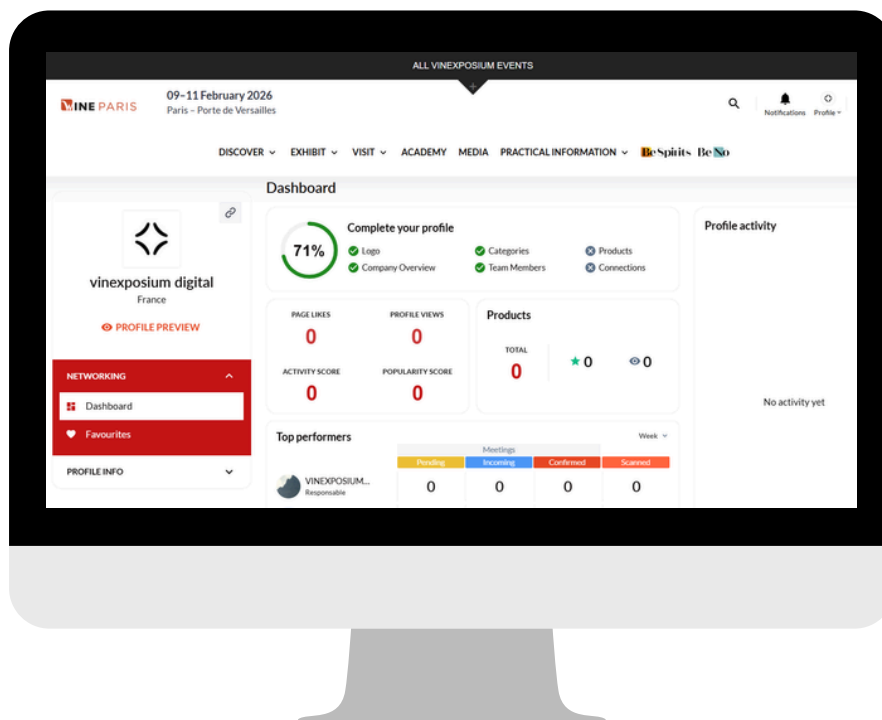 ALL VINEXPOSIUM EVENTS
WINE PARIS
09–11 February 2026
Paris – Porte de Versailles
Notifications
Profile
DISCOVER
EXHIBIT
VISIT
ACADEMY
MEDIA
PRACTICAL INFORMATION
Be Spirits
Be No
vinexposium digital
France
PROFILE PREVIEW
NETWORKING
Dashboard
Favourites
PROFILE INFO
Dashboard
71%
Complete your profile
Logo
Categories
Products
Company Overview
Team Members
Connections
PAGE LIKES
PROFILE VIEWS
0
0
ACTIVITY SCORE
POPULARITY SCORE
0
0
Products
TOTAL
0
0
0
Top performers
Week
Meetings
Pending
Incoming
Confirmed
Scanned
VINEXPOSIUM...
Responsable
0
0
0
0
Profile activity
No activity yet